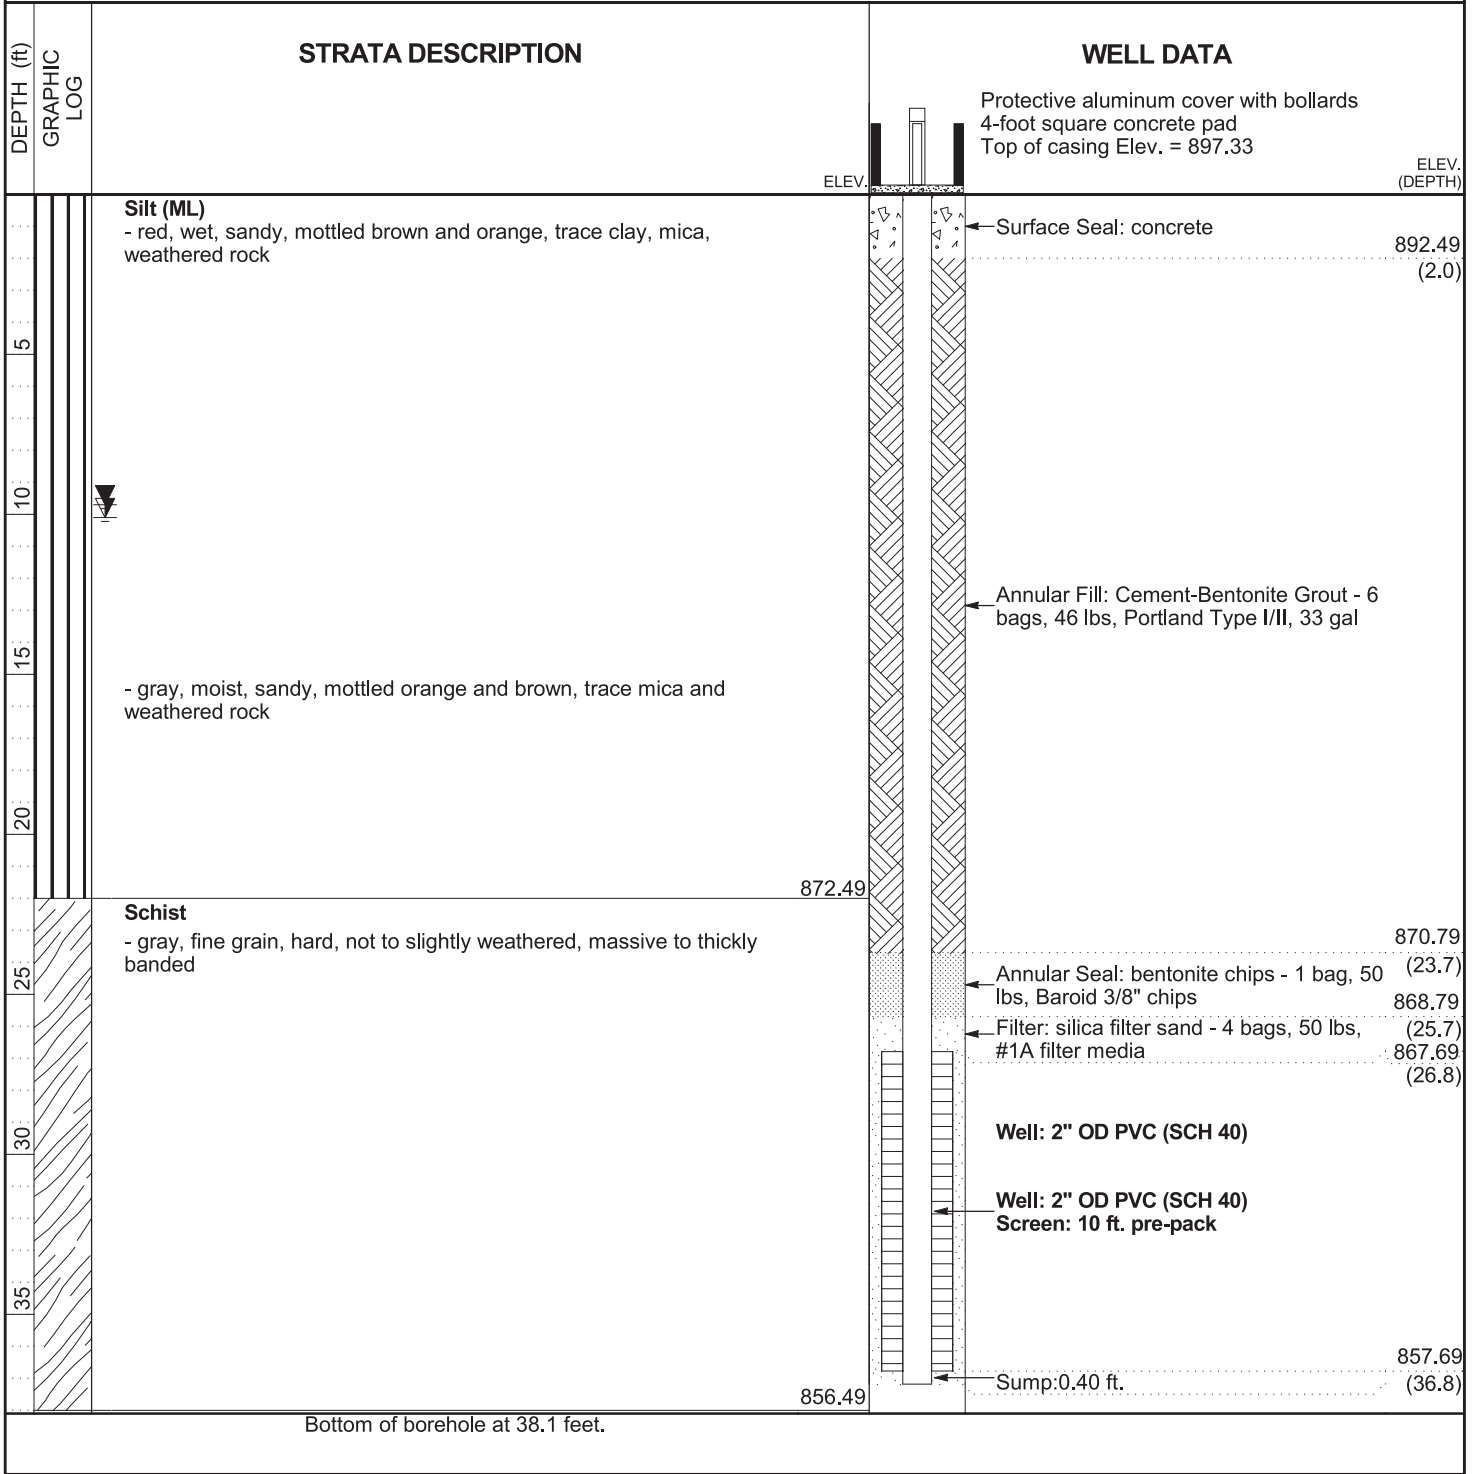 DEPTH (ft)
GRAPHIC
LOG
STRATA DESCRIPTION
ELEV.
WELL DATA
Protective aluminum cover with bollards
4-foot square concrete pad
Top of casing Elev. = 897.33
ELEV.
(DEPTH)
Silt (ML)
- red, wet, sandy, mottled brown and orange, trace clay, mica,
weathered rock
Surface Seal: concrete
892.49
(2.0)
5
10
Annular Fill: Cement-Bentonite Grout - 6
bags, 46 lbs, Portland Type I/II, 33 gal
15
- gray, moist, sandy, mottled orange and brown, trace mica and
weathered rock
20
872.49
Schist
- gray, fine grain, hard, not to slightly weathered, massive to thickly
banded
870.79
(23.7)
25
Annular Seal: bentonite chips - 1 bag, 50
lbs, Baroid 3/8" chips
868.79
(25.7)
Filter: silica filter sand - 4 bags, 50 lbs,
#1A filter media
867.69
(26.8)
30
Well: 2" OD PVC (SCH 40)
Well: 2" OD PVC (SCH 40)
Screen: 10 ft. pre-pack
35
857.69
(36.8)
Sump:0.40 ft.
856.49
Bottom of borehole at 38.1 feet.